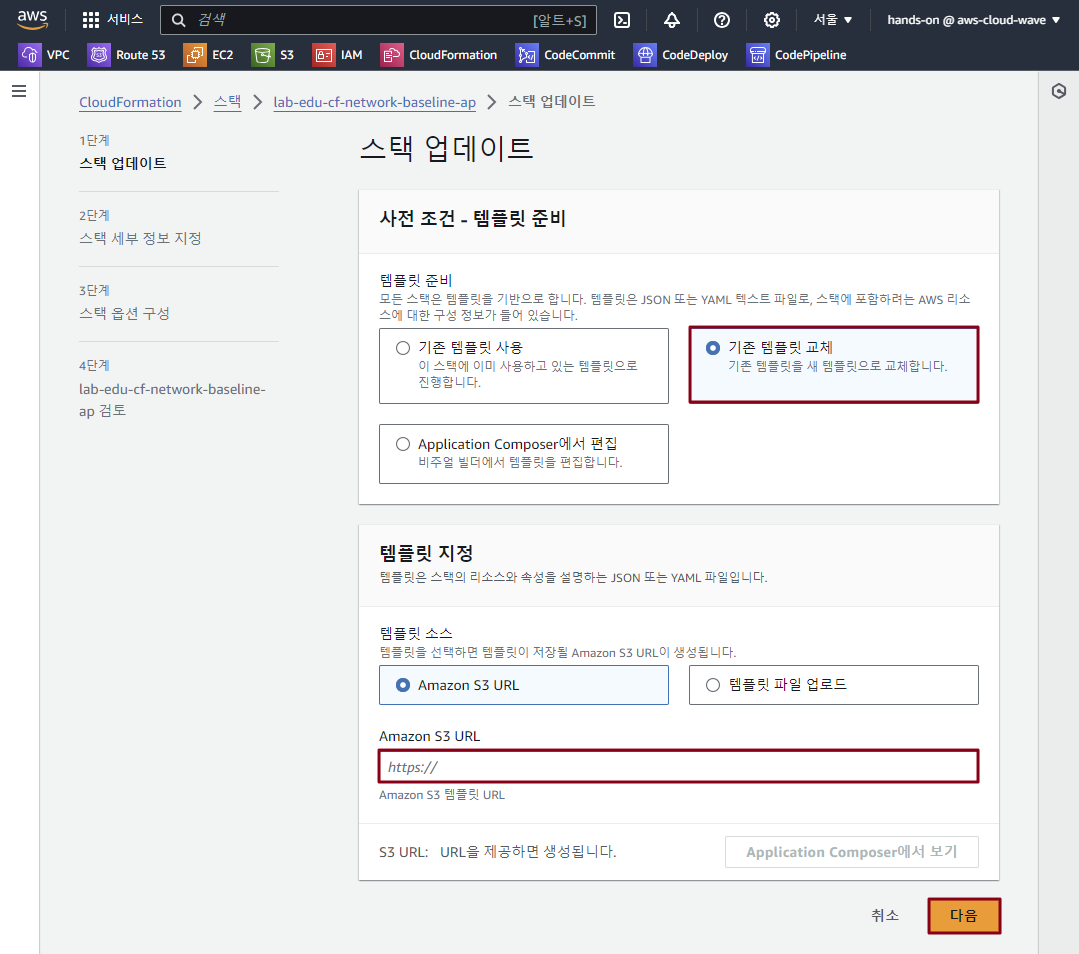 aws 서비스 검색 [알트+S] 서울 ▼ hands-on @ aws-cloud-wave ▼
VPC Route 53 EC2 S3 IAM CloudFormation CodeCommit CodeDeploy CodePipeline
CloudFormation > 스택 > lab-edu-cf-network-baseline-ap > 스택 업데이트
1단계
스택 업데이트
2단계
스택 세부 정보 지정
3단계
스택 옵션 구성
4단계
lab-edu-cf-network-baseline-
ap 검토
스택 업데이트
사전 조건 - 템플릿 준비
템플릿 준비
모든 스택은 템플릿을 기반으로 합니다. 템플릿은 JSON 또는 YAML 텍스트 파일로, 스택에 포함하려는 AWS 리소
스에 대한 구성 정보가 들어 있습니다.
기존 템플릿 사용
이 스택에 이미 사용하고 있는 템플릿으로
진행합니다.
기존 템플릿 교체
기존 템플릿을 새 템플릿으로 교체합니다.
Application Composer에서 편집
비주얼 빌더에서 템플릿을 편집합니다.
템플릿 지정
템플릿은 스택의 리소스와 속성을 설명하는 JSON 또는 YAML 파일입니다.
템플릿 소스
템플릿을 선택하면 템플릿이 저장될 Amazon S3 URL이 생성됩니다.
Amazon S3 URL
템플릿 파일 업로드
Amazon S3 URL
https://
Amazon S3 템플릿 URL
S3 URL: URL을 제공하면 생성됩니다.
Application Composer에서 보기
취소
다음